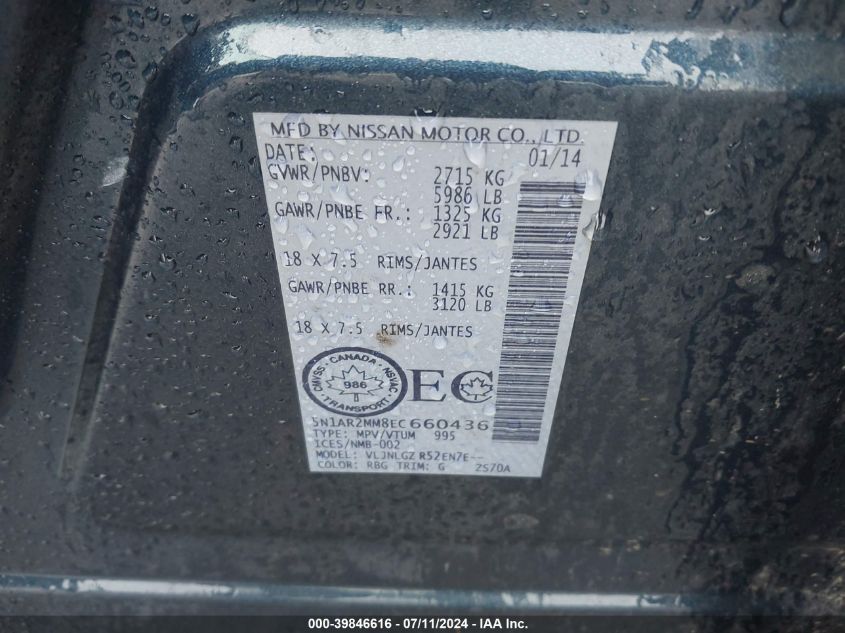 MFD BY NISSAN MOTOR CO., LTD.
DATE: 01/14
GVWR/PNBV: 2715 KG
5986 LB
GAWR/PNBE FR.: 1325 KG
2921 LB
18 X 7.5 RIMS/JANTES
GAWR/PNBE RR.: 1415 KG
3120 LB
18 X 7.5 RIMS/JANTES
CANADA
CMVSS NSVAC
986
TRANSPORT
EC
5N1AR2MM8EC660436
TYPE: MPV/VTUM 995
ICES/NMB-002
MODEL: VLJNLGZ R52EN7E--
COLOR: RBG TRIM: G 2S70A
000-39846616 - 07/11/2024 - IAAI Inc.